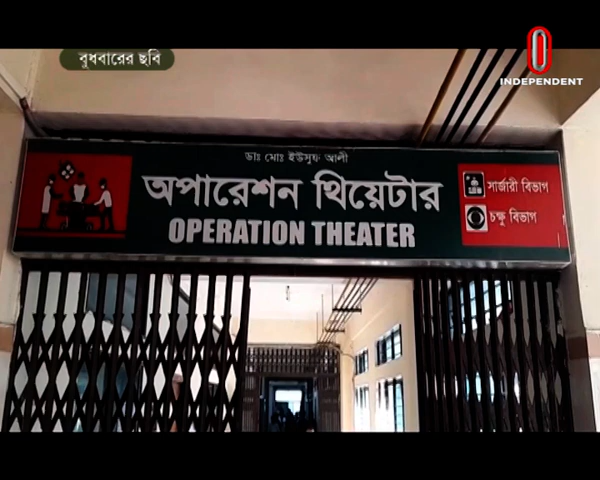 বুধবারের ছবি
INDEPENDENT
ডাঃ মোঃ ইউসুফ আলী
অপারেশন থিয়েটার
OPERATION THEATER
সার্জারী বিভাগ
চক্ষু বিভাগ